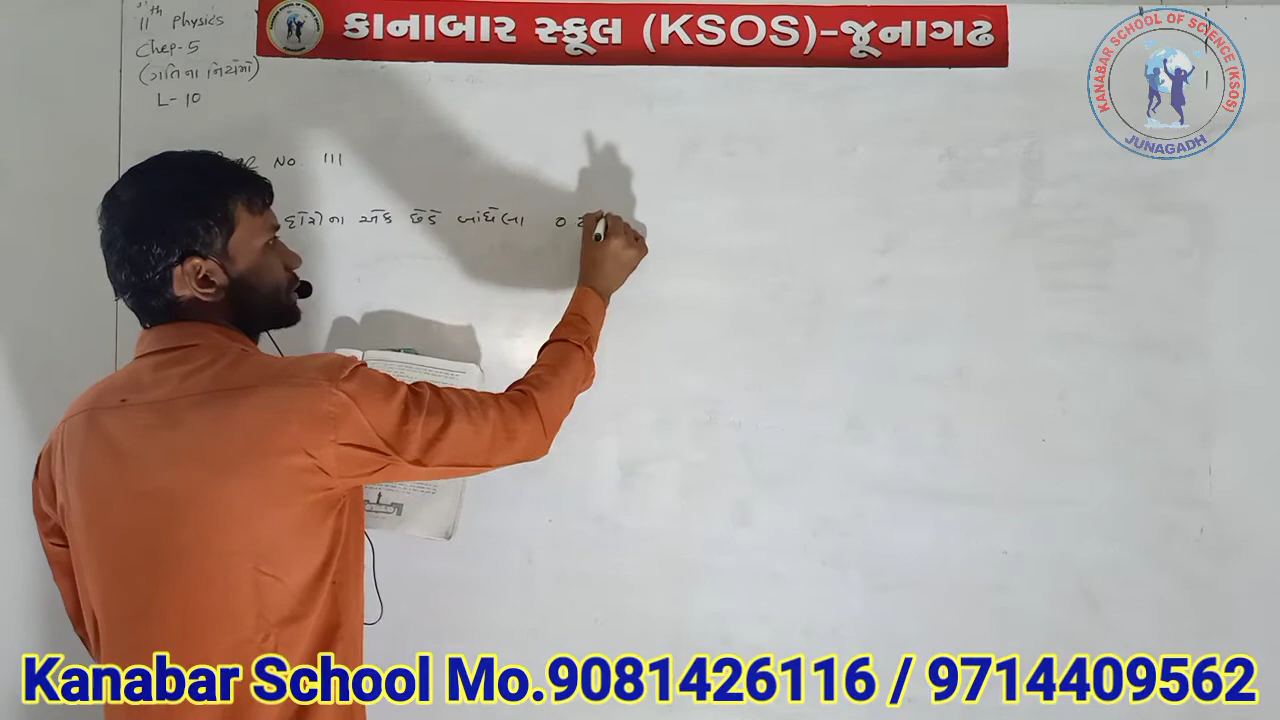 11th Physics
Chep-5
(ગતિના નિયમો)
L-10
કાનાબાર સ્કૂલ (KSOS)-જૂનાગઢ
KANABAR SCHOOL OF SCIENCE (KSOS)
JUNAGADH
No. 111
દોરીના એક છેડે બાંધેલા 0
Kanabar School Mo.9081426116 / 9714409562